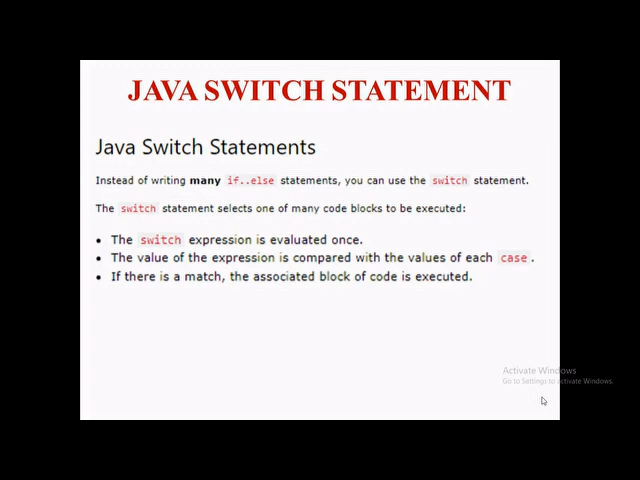 JAVA SWITCH STATEMENT
Java Switch Statements
Instead of writing many if..else statements, you can use the switch statement.
The switch statement selects one of many code blocks to be executed:
• The switch expression is evaluated once.
• The value of the expression is compared with the values of each case.
• If there is a match, the associated block of code is executed.
Activate Windows
Go to Settings to activate Windows.